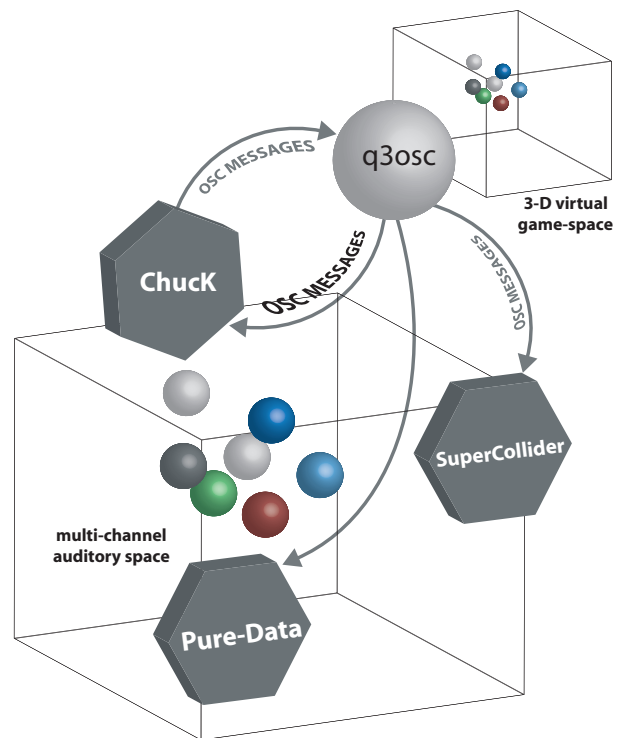 q3osc
3-D virtual
game-space
OSC MESSAGES
OSC MESSAGES
OSC MESSAGES
ChucK
SuperCollider
multi-channel
auditory space
Pure-Data